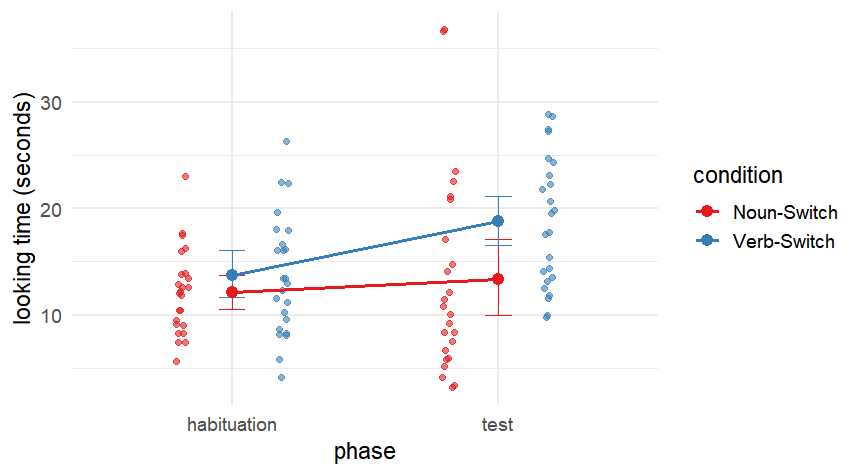 looking time (seconds)
30
20
10
habituation
test
phase
condition
Noun-Switch
Verb-Switch